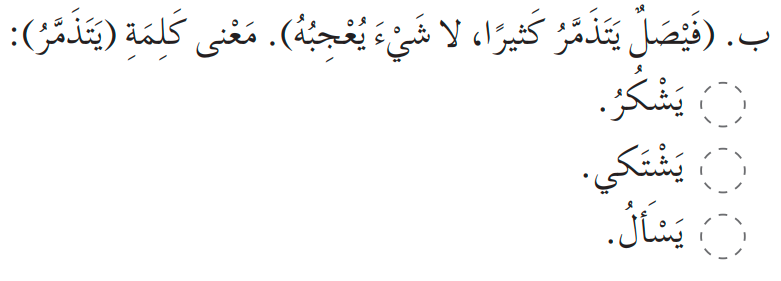 ب. (فَيْصَلٌ يَتَذَمَّرُ كَثيرًا، لا شَيْءَ يُعْجِبُهُ). مَعْنى كَلِمَةِ (يَتَذَمَّرُ):
يَشْكُرُ.
يَشْتَكي.
يَسْأَلُ.